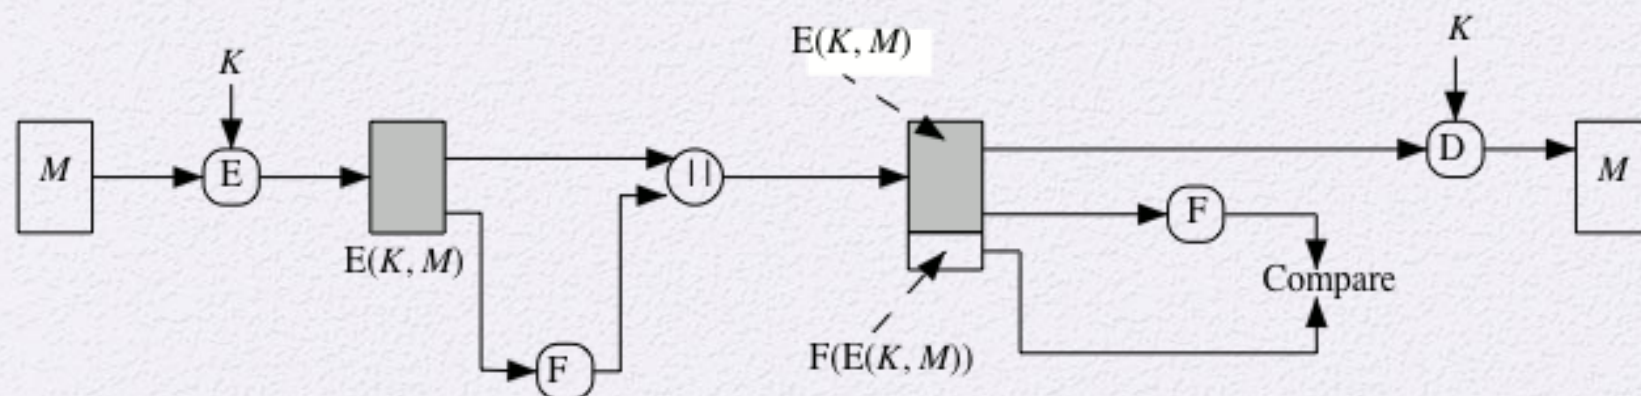 K
M
E
E(K, M)
F
||
E(K, M)
F(E(K, M))
K
D
M
F
Compare